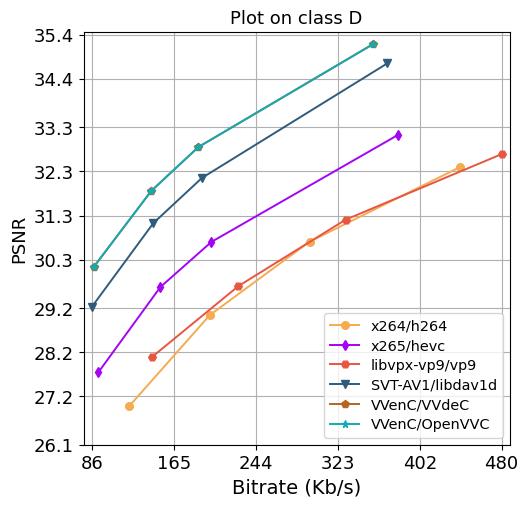 Plot on class D
35.4
34.4
33.3
32.3
31.3
30.3
29.2
28.2
27.2
26.1
PSNR
x264/h264
x265/hevc
libvpx-vp9/vp9
SVT-AV1/libdav1d
VVenC/VVdeC
VVenC/OpenVVC
86 165 244 323 402 480
Bitrate (Kb/s)